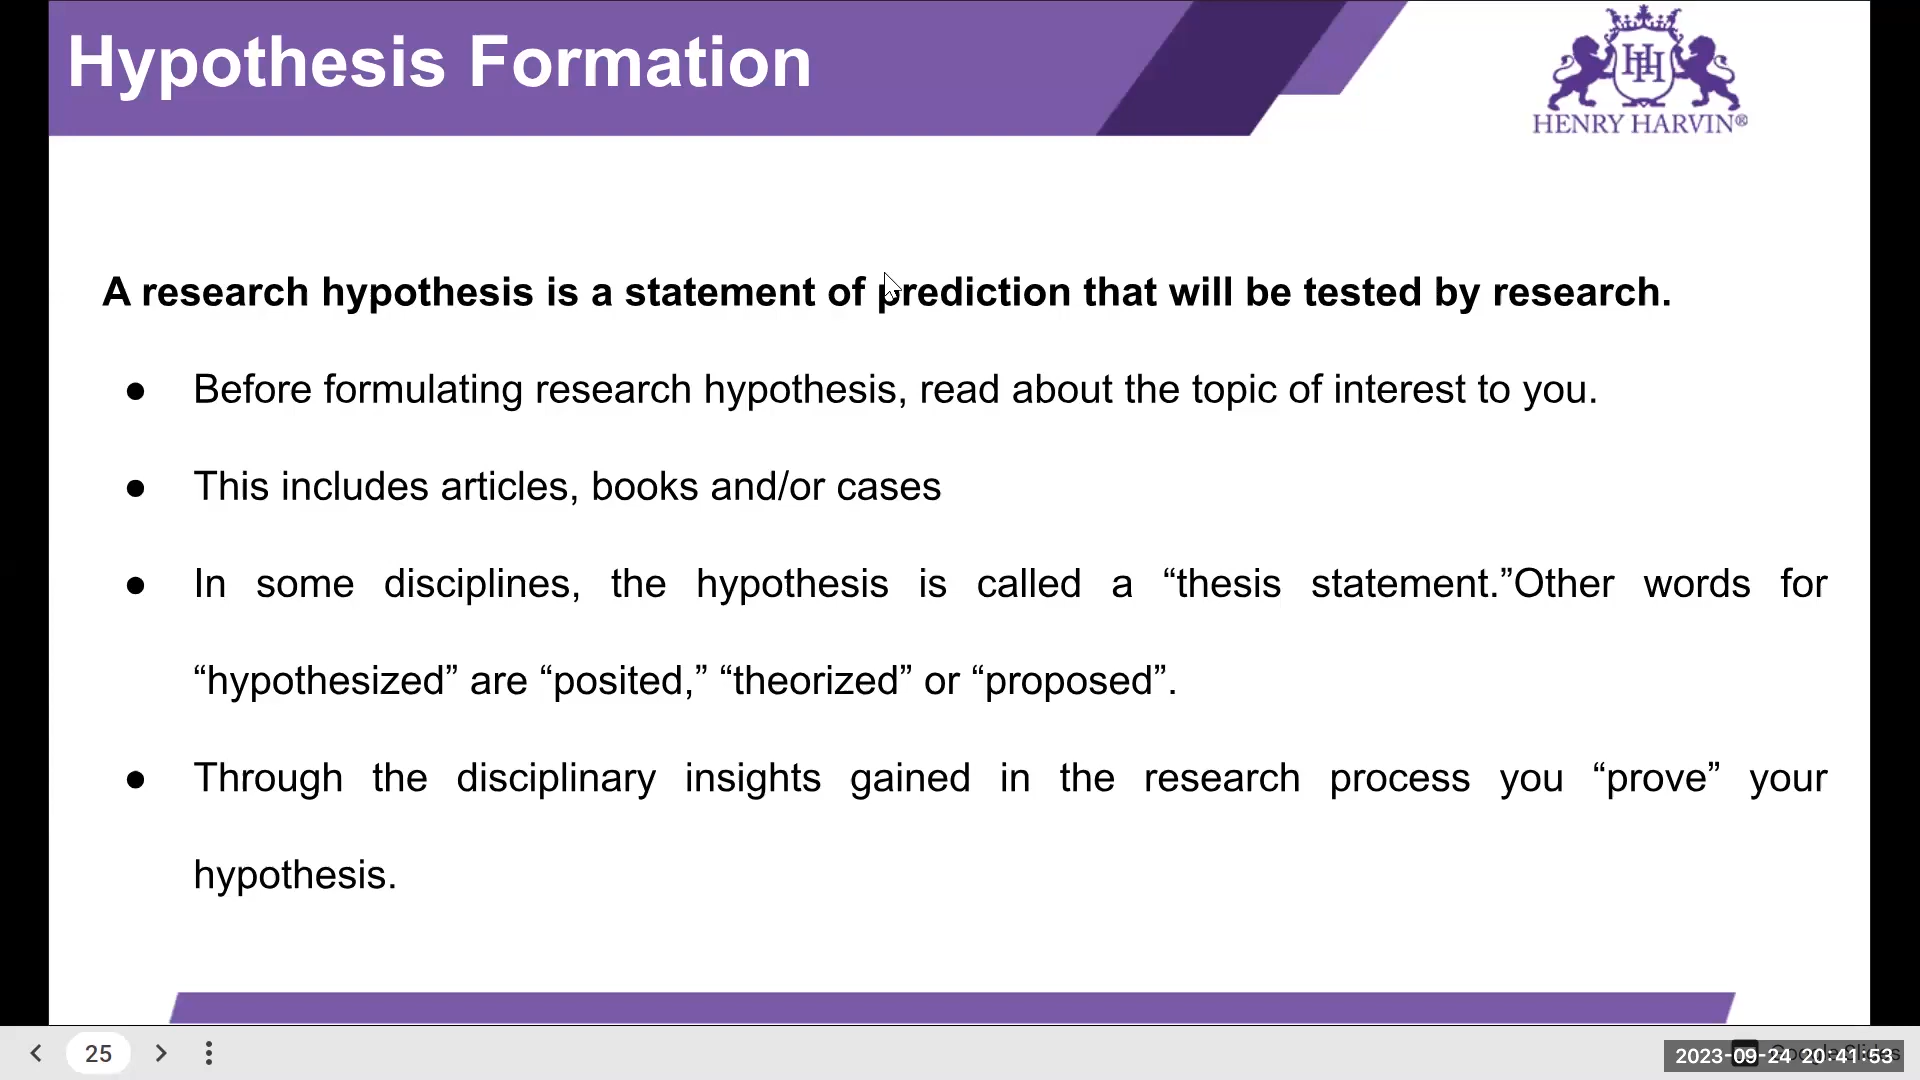 Hypothesis Formation
HENRY HARVIN®
A research hypothesis is a statement of prediction that will be tested by research.
● Before formulating research hypothesis, read about the topic of interest to you.
● This includes articles, books and/or cases
● In some disciplines, the hypothesis is called a “thesis statement.”Other words for
“hypothesized” are “posited,” “theorized” or “proposed”.
● Through the disciplinary insights gained in the research process you “prove” your
hypothesis.
25
2023-09-24 20:41:53